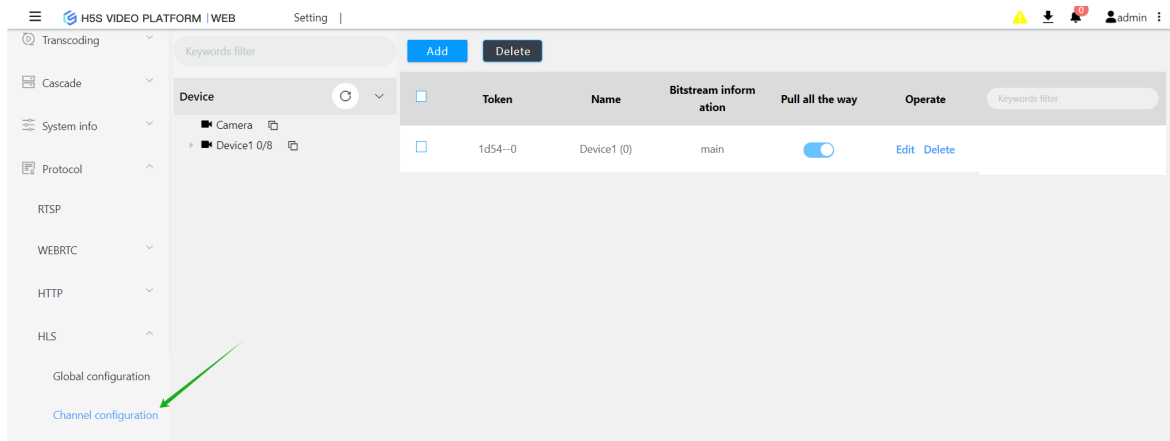 H5S VIDEO PLATFORM | WEB Setting | 0 admin
Transcoding
Cascade
System info
Protocol
RTSP
WEBRTC
HTTP
HLS
Global configuration
Channel configuration
Keywords filter
Device
Camera
Device1 0/8
Add Delete
Token Name Bitstream inform
ation Pull all the way Operate Keywords filter
1d54--0 Device1 (0) main Edit Delete